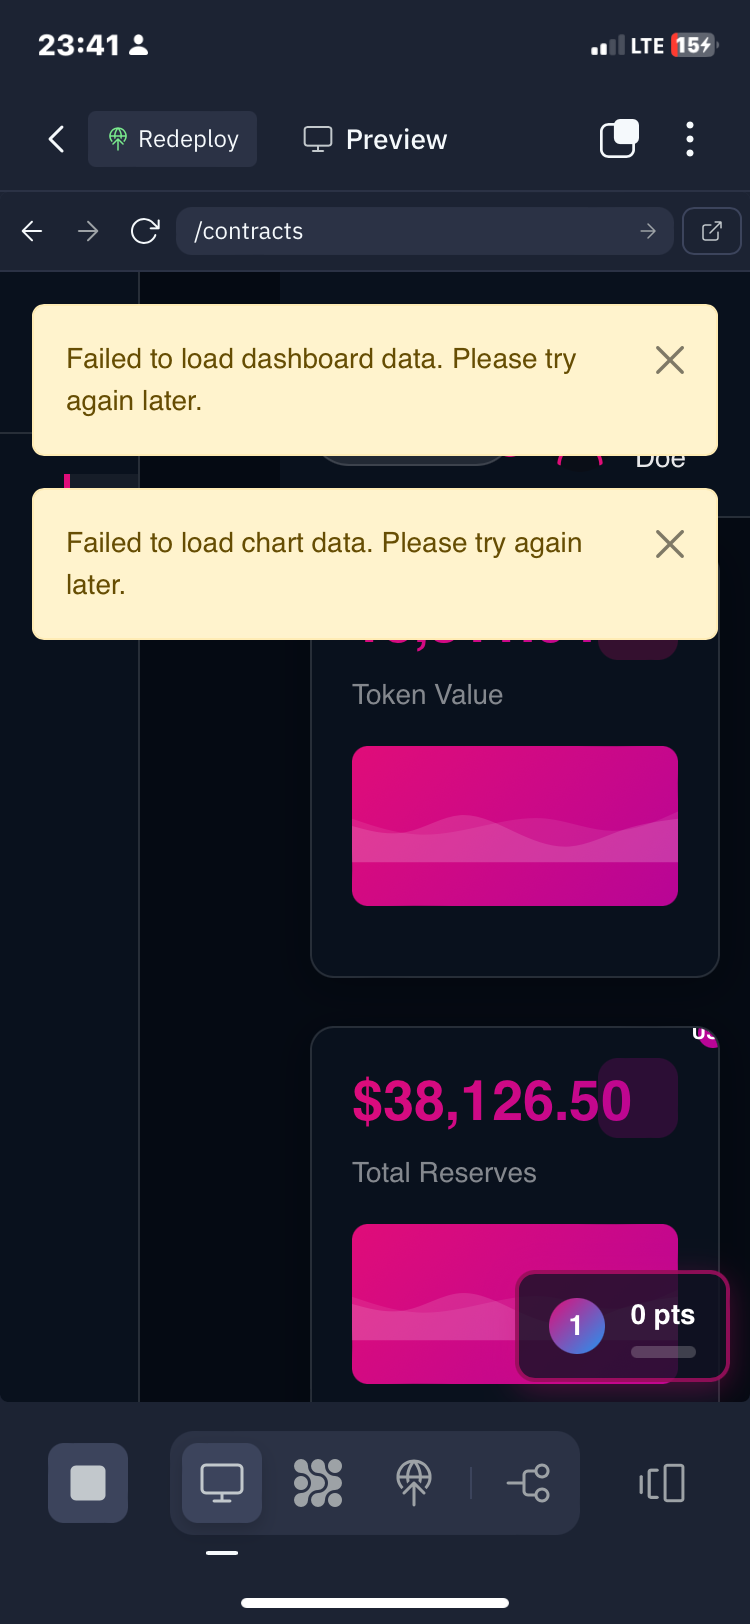 23:41
LTE
15
Redeploy
Preview
/contracts
Failed to load dashboard data. Please try
again later.
Doe
Failed to load chart data. Please try again
later.
Token Value
$38,126.50
Total Reserves
1
0 pts